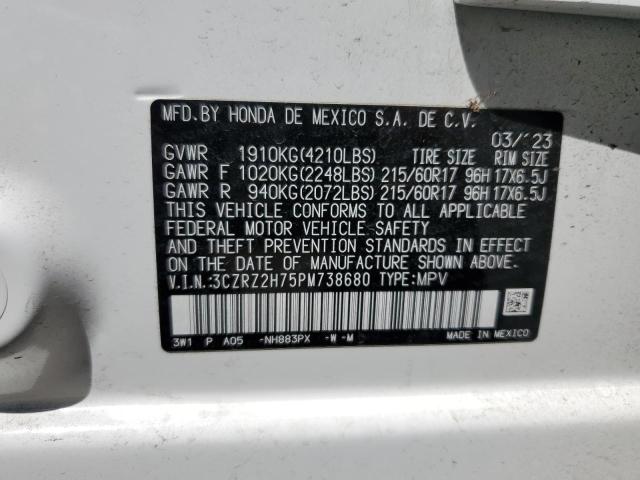 MFD.BY HONDA DE MEXICO S.A. DE C.V.
03/'23
GVWR 1910KG(4210LBS) TIRE SIZE RIM SIZE
GAWR F 1020KG(2248LBS) 215/60R17 96H 17X6.5J
GAWR R 940KG(2072LBS) 215/60R17 96H 17X6.5J
THIS VEHICLE CONFORMS TO ALL APPLICABLE
FEDERAL MOTOR VEHICLE SAFETY
AND THEFT PREVENTION STANDARDS IN EFFECT
ON THE DATE OF MANUFACTURE SHOWN ABOVE.
V.I.N.:3CZRZ2H75PM738680 TYPE:MPV
3W1 P A05 -NH883PX -W -M MADE IN MEXICO